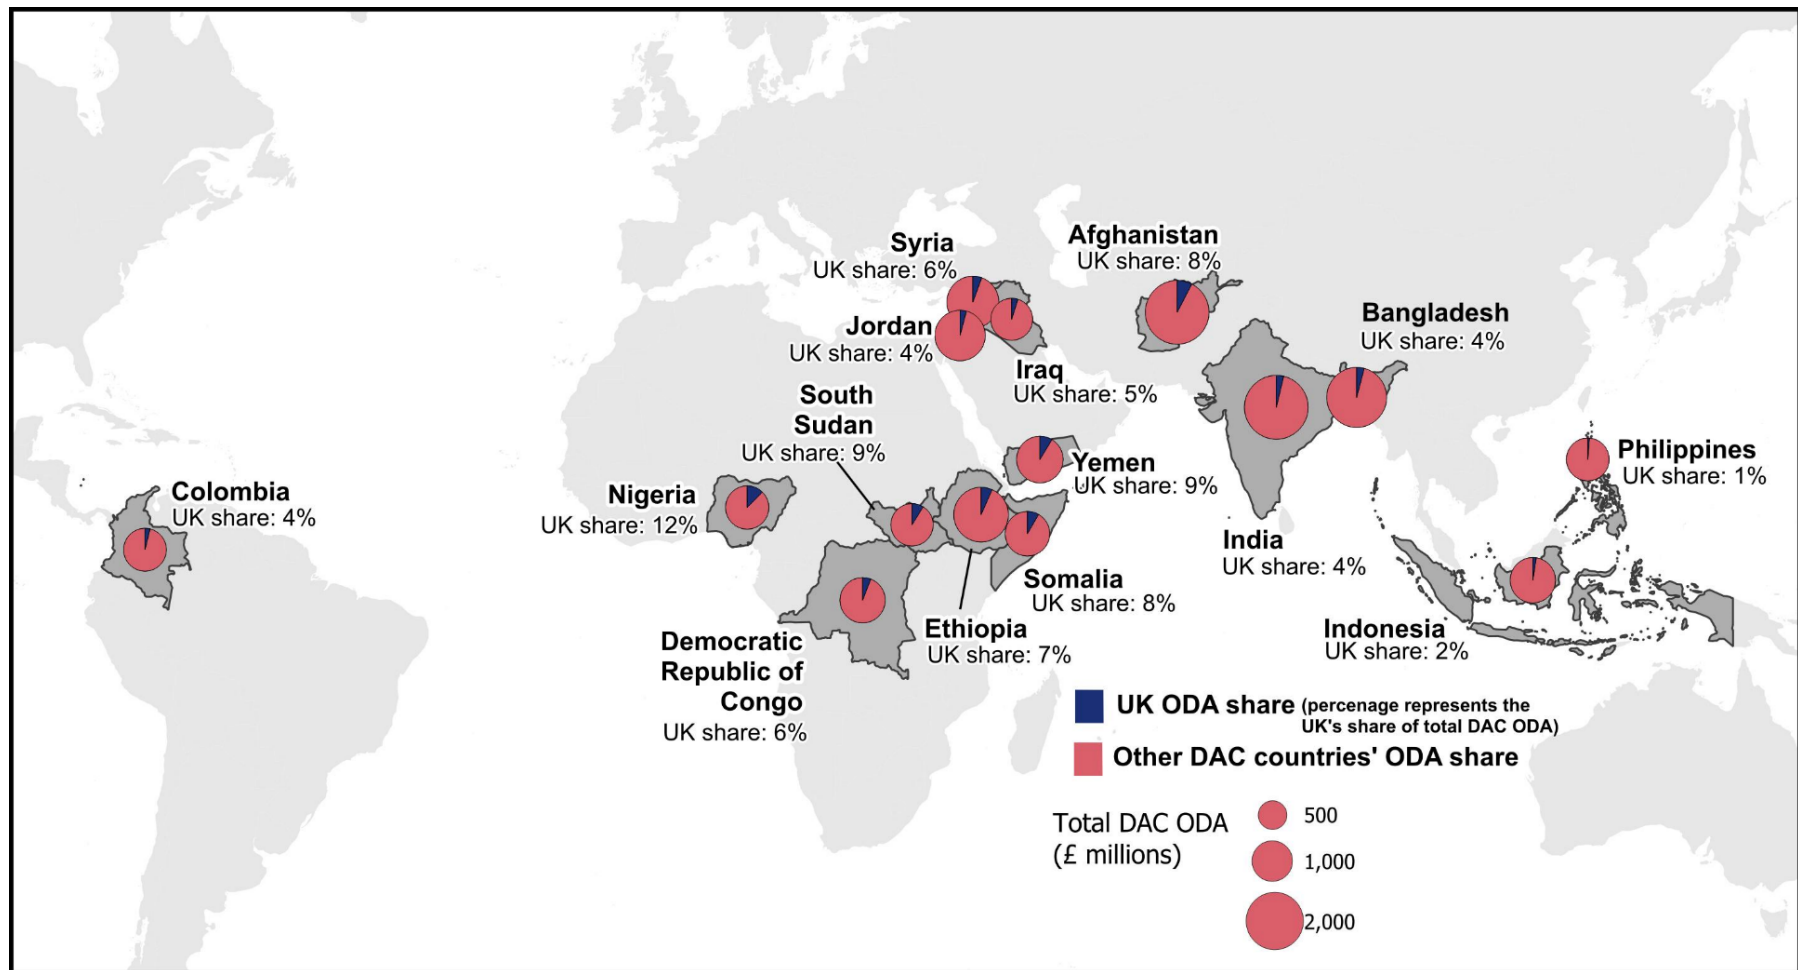 Syria
UK share: 6%
Afghanistan
UK share: 8%
Jordan
UK share: 4%
Bangladesh
UK share: 4%
Iraq
UK share: 5%
South
Sudan
UK share: 9%
Yemen
UK share: 9%
Philippines
UK share: 1%
Colombia
UK share: 4%
Nigeria
UK share: 12%
India
UK share: 4%
Somalia
UK share: 8%
Ethiopia
UK share: 7%
Indonesia
UK share: 2%
Democratic
Republic of
Congo
UK share: 6%
UK ODA share (percenage represents the
UK's share of total DAC ODA)
Other DAC countries' ODA share
Total DAC ODA
(£ millions)
500
1,000
2,000